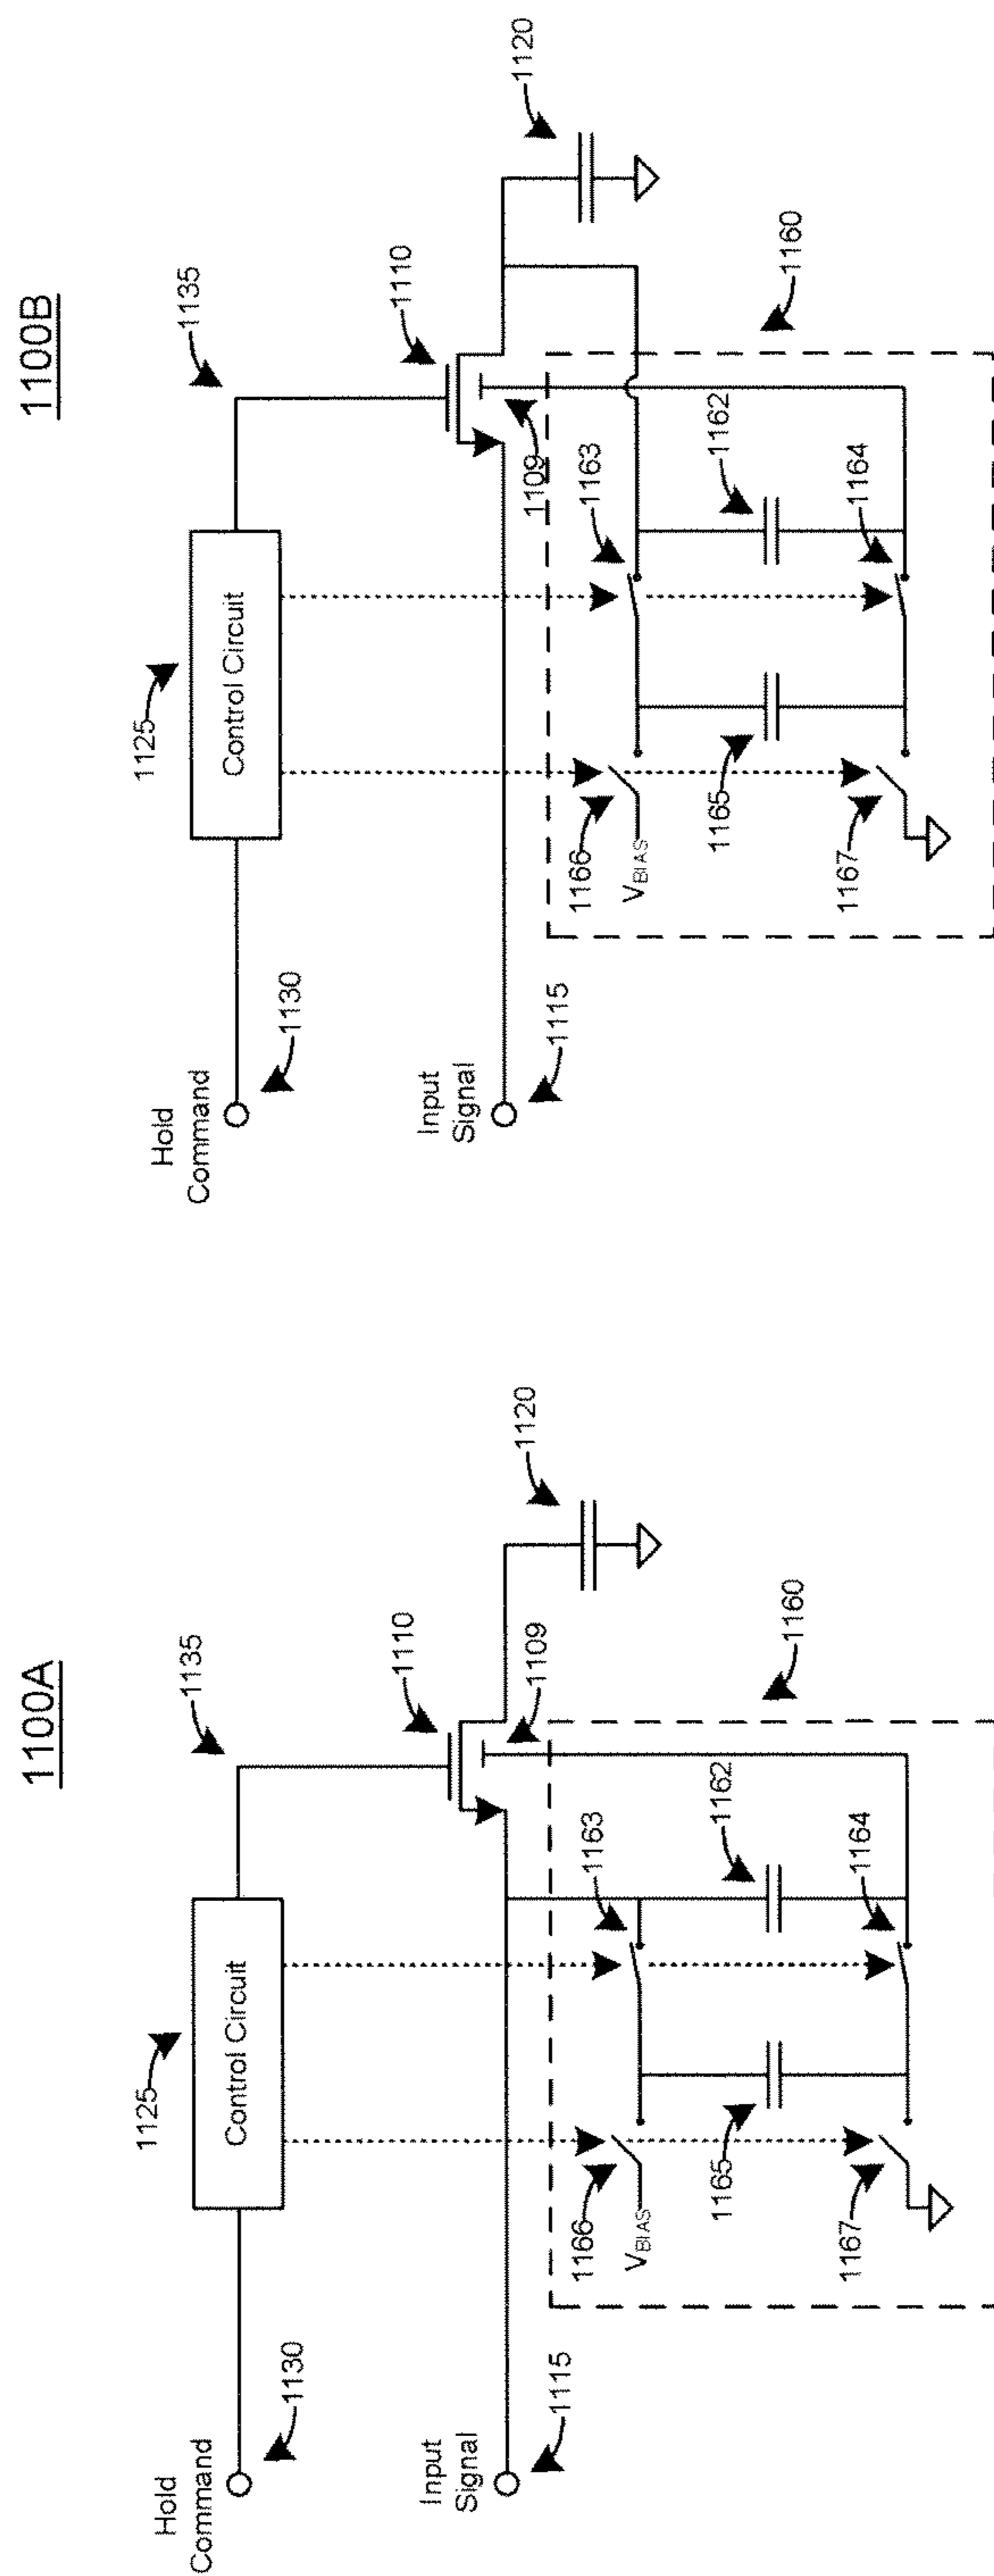 1100A
Hold
Command
1130
1125
Control Circuit
1135
1110
1109
1120
Input
Signal
1115
1160
1163
1162
1164
1165
1166
VBIAS
1167
1100B
Hold
Command
1130
1125
Control Circuit
1135
1110
1109
1120
Input
Signal
1115
1160
1163
1162
1164
1165
1166
VBIAS
1167